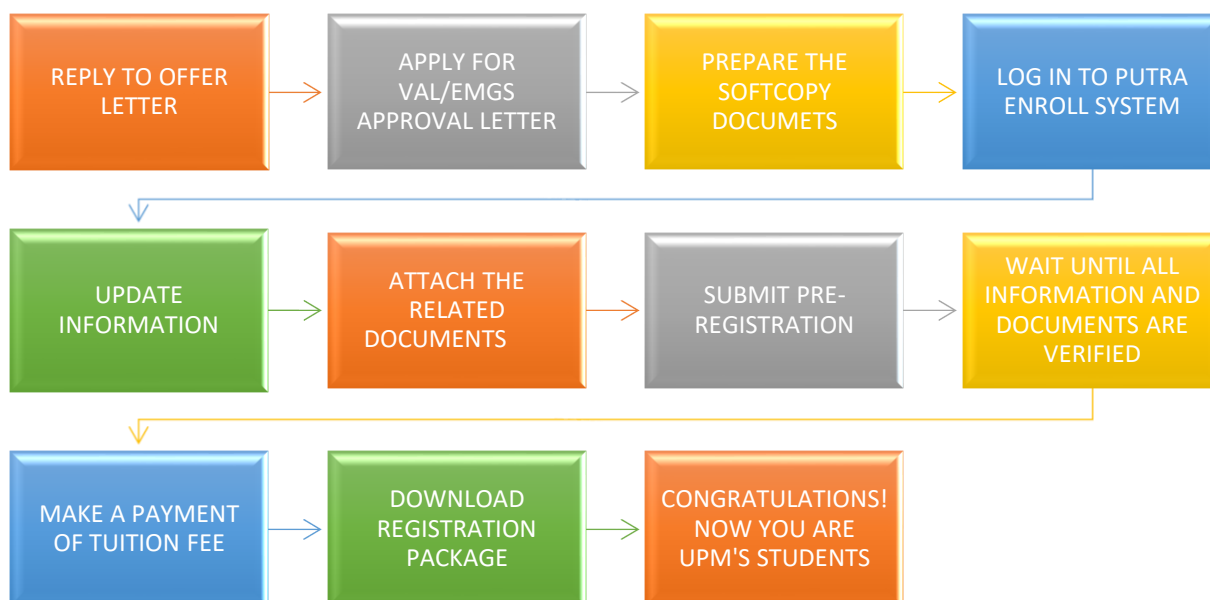 REPLY TO OFFER
LETTER
APPLY FOR
VAL/EMGS
APPROVAL LETTER
PREPARE THE
SOFTCOPY
DOCUMETS
LOG IN TO PUTRA
ENROLL SYSTEM
UPDATE
INFORMATION
ATTACH THE
RELATED
DOCUMENTS
SUBMIT PRE-
REGISTRATION
WAIT UNTIL ALL
INFORMATION AND
DOCUMENTS ARE
VERIFIED
MAKE A PAYMENT
OF TUITION FEE
DOWNLOAD
REGISTRATION
PACKAGE
CONGRATULATIONS!
NOW YOU ARE
UPM'S STUDENTS